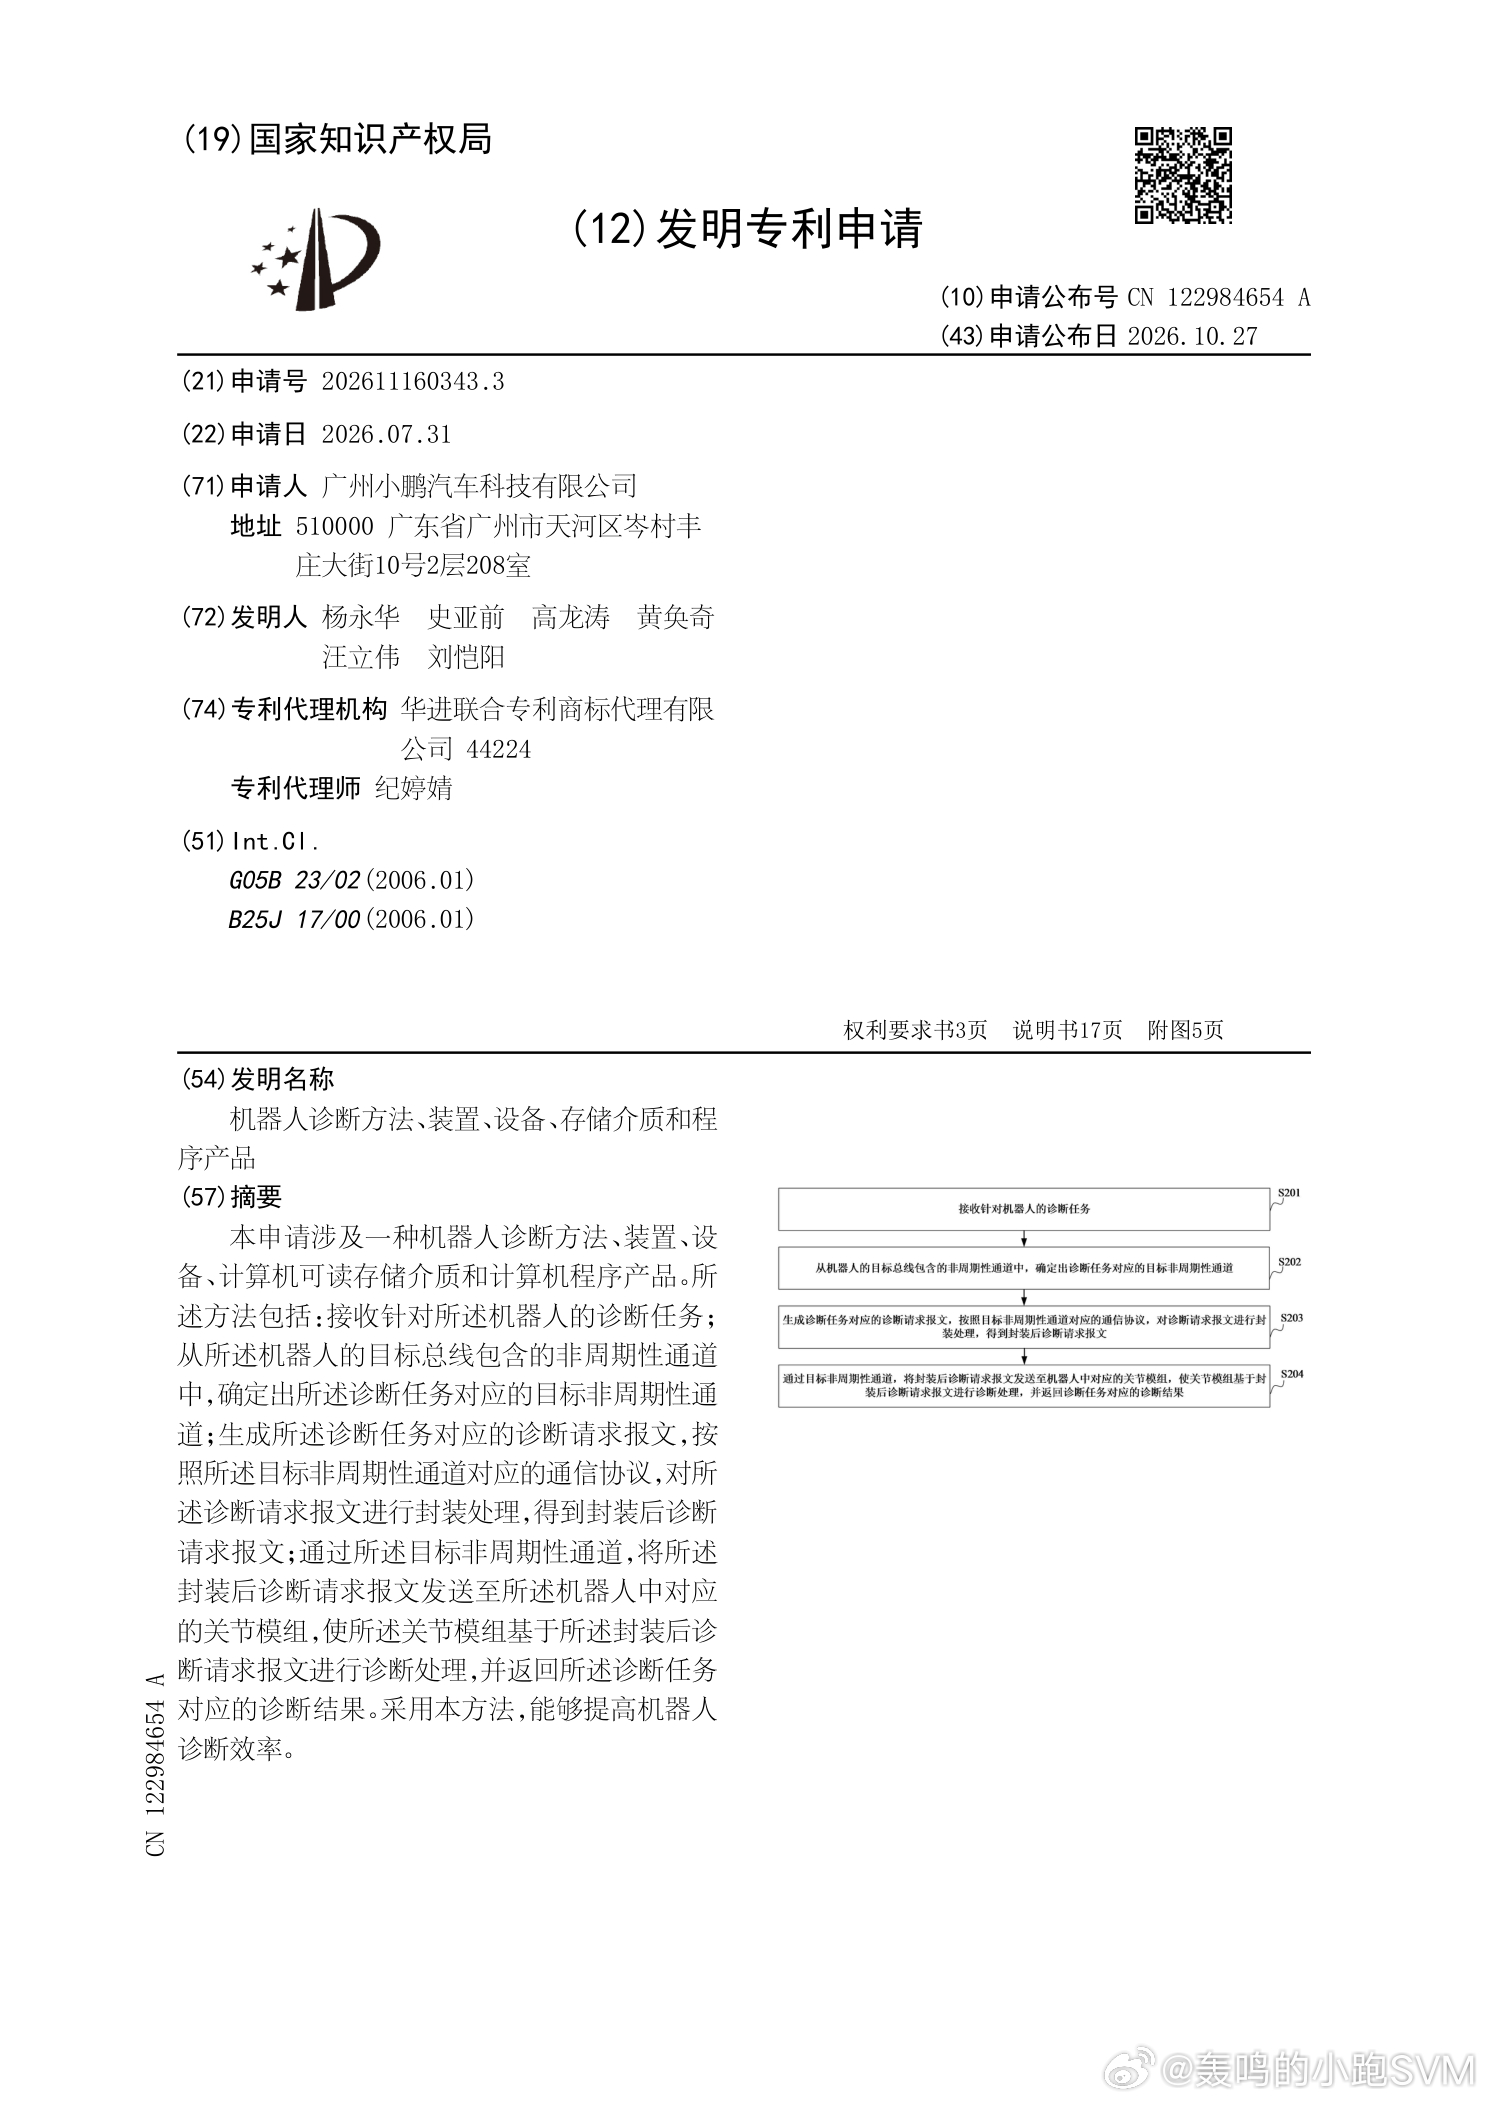 (19)国家知识产权局
(12)发明专利申请
(10)申请公布号 CN 122984654 A
(43)申请公布日 2026.10.27
(21)申请号 202611160343.3
(22)申请日 2026.07.31
(71)申请人 广州小鹏汽车科技有限公司
地址 510000 广东省广州市天河区岑村丰
庄大街10号2层208室
(72)发明人 杨永华 史亚前 高龙涛 黄奂奇
汪立伟 刘恺阳
(74)专利代理机构 华进联合专利商标代理有限
公司 44224
专利代理师 纪婷婧
(51)Int.Cl.
G05B 23/02(2006.01)
B25J 17/00(2006.01)
权利要求书3页 说明书17页 附图5页
(54)发明名称
机器人诊断方法、装置、设备、存储介质和程
序产品
(57)摘要
本申请涉及一种机器人诊断方法、装置、设
备、计算机可读存储介质和计算机程序产品。所
述方法包括:接收针对所述机器人的诊断任务;
从所述机器人的目标总线包含的非周期性通道
中,确定出所述诊断任务对应的目标非周期性通
道;生成所述诊断任务对应的诊断请求报文,按
照所述目标非周期性通道对应的通信协议,对所
述诊断请求报文进行封装处理,得到封装后诊断
请求报文;通过所述目标非周期性通道,将所述
封装后诊断请求报文发送至所述机器人中对应
的关节模组,使所述关节模组基于所述封装后诊
断请求报文进行诊断处理,并返回所述诊断任务
对应的诊断结果。采用本方法,能够提高机器人
诊断效率。
接收针对机器人的诊断任务
S201
从机器人的目标总线包含的非周期性通道中，确定出诊断任务对应的目标非周期性通道
S202
生成诊断任务对应的诊断请求报文，按照目标非周期性通道对应的通信协议，对诊断请求报文进行封
装处理，得到封装后诊断请求报文
S203
通过目标非周期性通道，将封装后诊断请求报文发送至机器人中对应的关节模组，使关节模组基于封
装后诊断请求报文进行诊断处理，并返回诊断任务对应的诊断结果
S204
CN 122984654 A
@轰鸣的小跑SVM